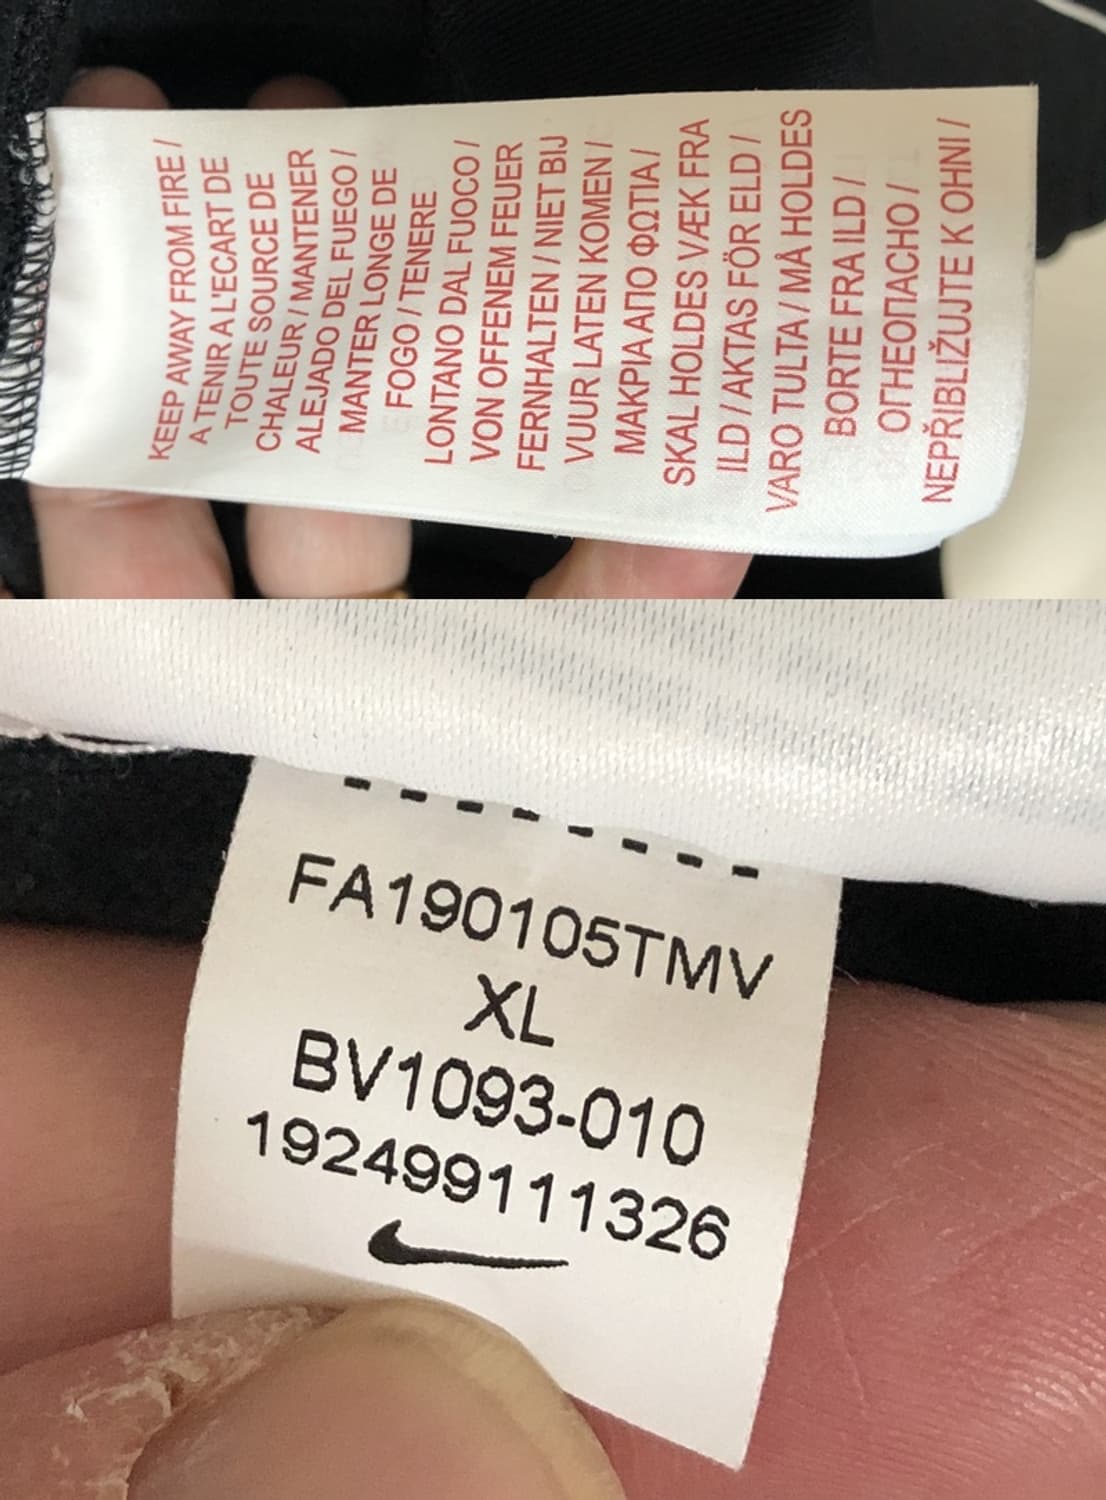 KEEP AWAY FROM FIRE /
A TENIR A L'ECART DE
TOUTE SOURCE DE
CHALEUR / MANTENER
ALEJADO DEL FUEGO /
MANTER LONGE DE
FOGO / TENERE
LONTANO DAL FUOCO /
VON OFFENEM FEUER
FERNHALTEN / NIET BIJ
VUUR LATEN KOMEN /
ΜΑΚΡΙΑ ΑΠΟ ΦΩΤΙΑ /
SKAL HOLDES VÆK FRA
ILD / AKTAS FÖR ELD /
VARO TULTA / MÅ HOLDES
BORTE FRA ILD /
ОГНЕОПАСНО /
NEPŘIBLIŽUJTE K OHNI /
FA190105TMV
XL
BV1093-010
192499111326